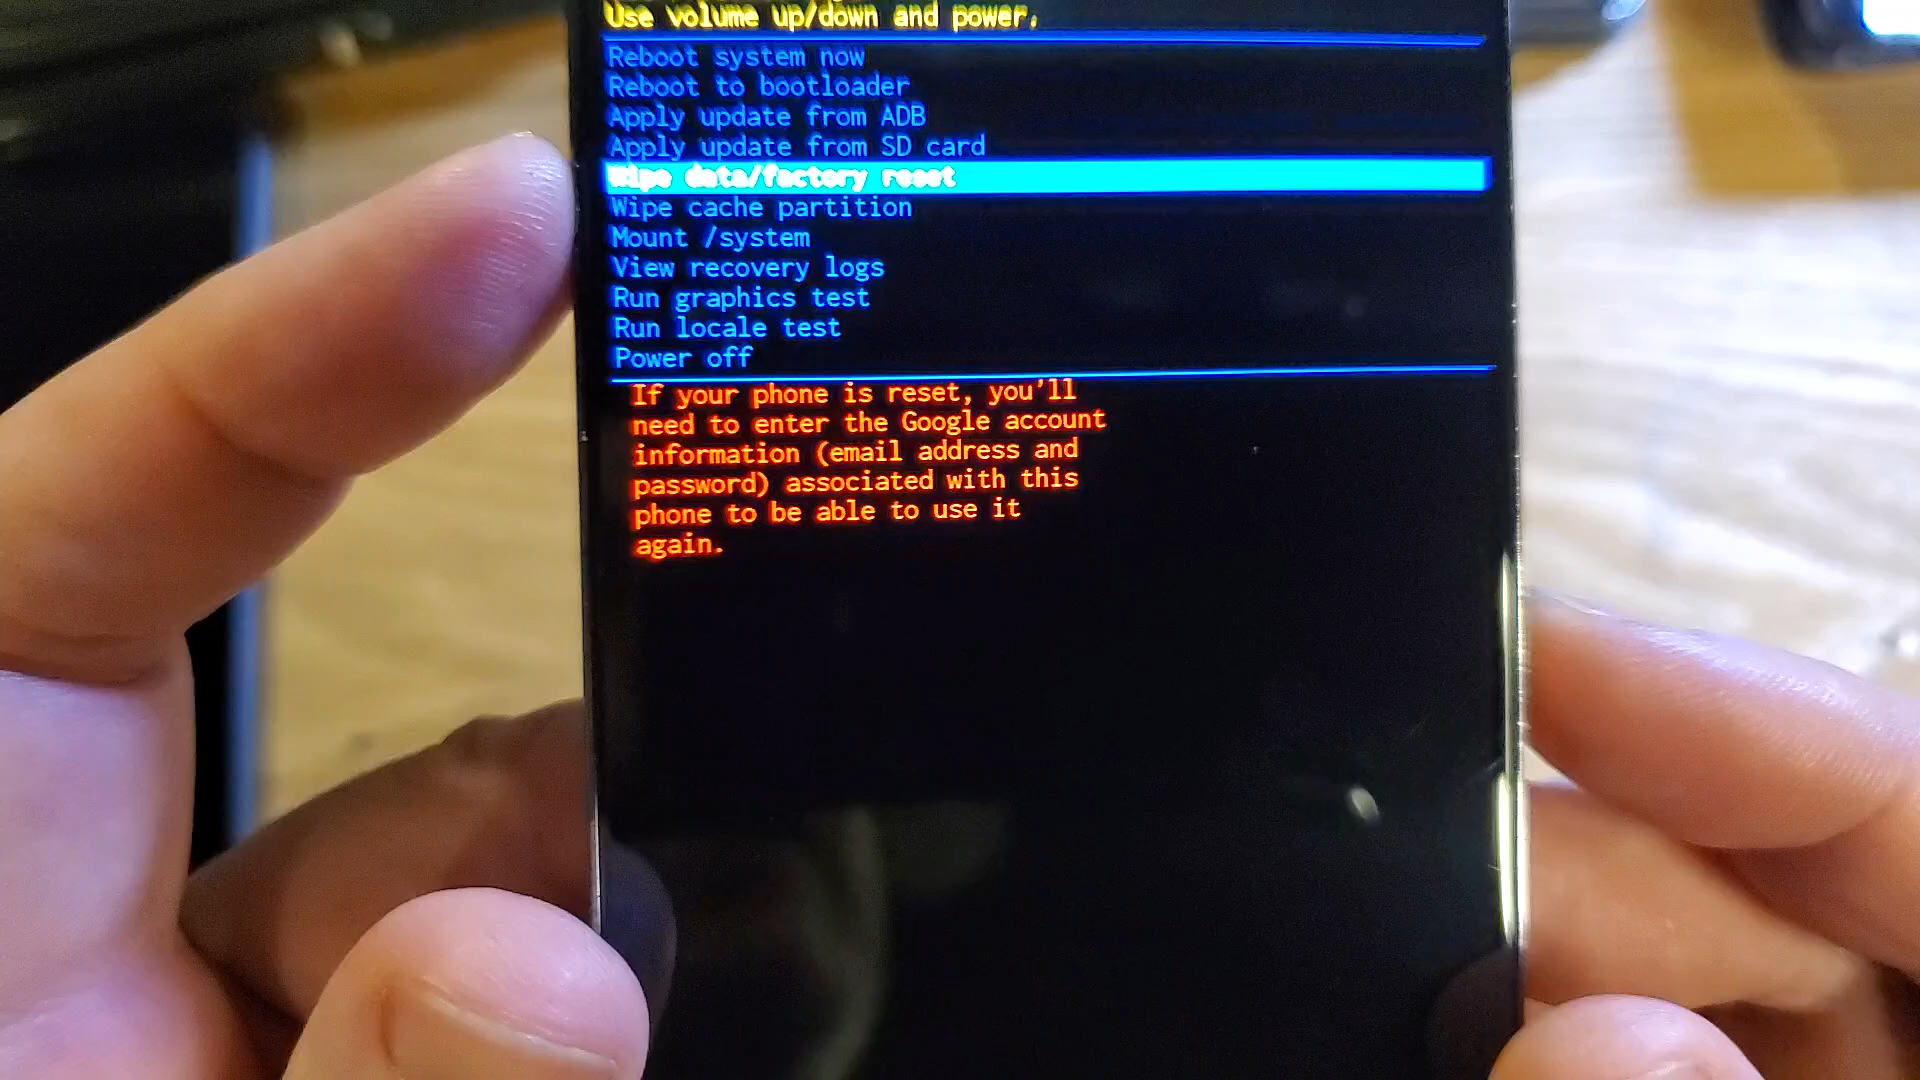 Use volume up/down and power.
Reboot system now
Reboot to bootloader
Apply update from ADB
Apply update from SD card
Wipe data/factory reset
Wipe cache partition
Mount /system
View recovery logs
Run graphics test
Run locale test
Power off
If your phone is reset, you'll
need to enter the Google account
information (email address and
password) associated with this
phone to be able to use it
again.